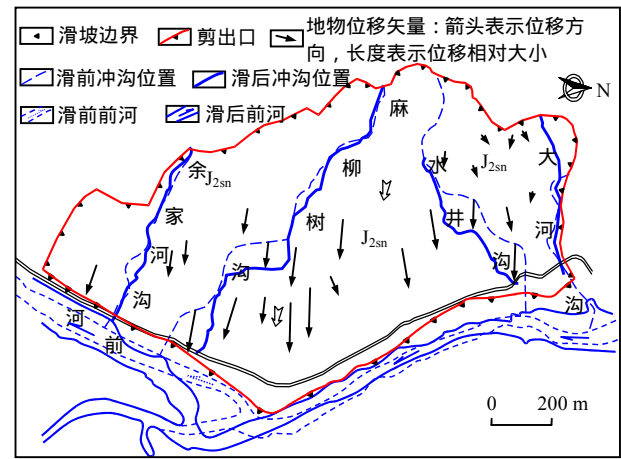 滑坡边界
剪出口
地物位移矢量：箭头表示位移方
向，长度表示位移相对大小
滑前冲沟位置
滑后冲沟位置
滑前前河
滑后前河
N
余家河沟
J2sn
麻柳树沟
J2sn
水井沟
J2sn
大河沟
前河
0 200 m